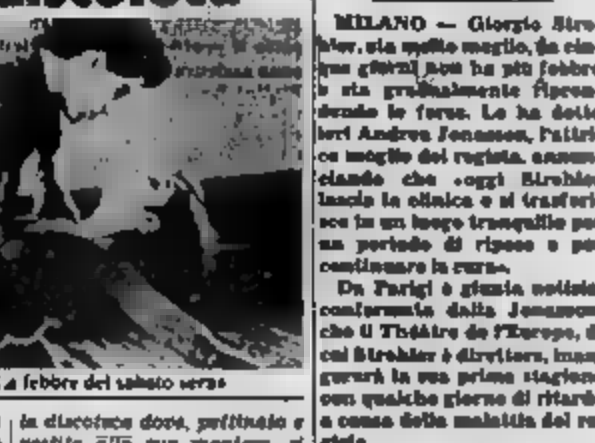 febbre del sabato sera»
la discoteca dove, pettinato e
MILANO — Giorgio Stre-
hler, sta molto meglio, da cin-
que giorni non ha più febbre
e sta gradualmente ripren-
dendo le forze. Lo ha detto
ieri Andrea Jonasson, l'attri-
ce moglie del regista, annun-
ciando che «oggi Strehler
lascia la clinica e si trasferi-
sce in un luogo tranquillo per
un periodo di riposo e per
continuare la cura».
Da Parigi è giunta notizia
confermata dalla Jonasson
che il Théâtre de l'Europe, di
cui Strehler è direttore, inau-
gurerà la sua prima stagione
con qualche giorno di ritardo
a causa della malattia del re-
gista